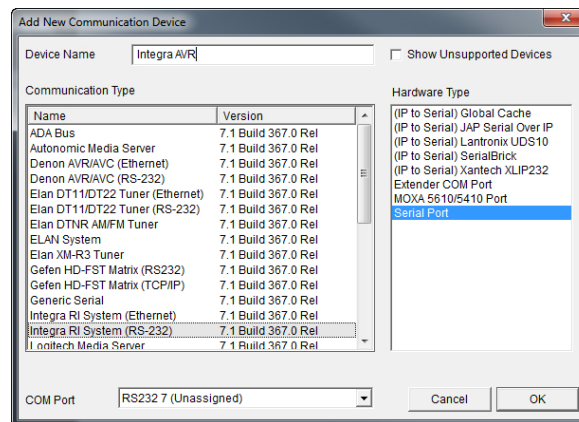 Add New Communication Device
Device Name
Integra AVR
Show Unsupported Devices
Communication Type
Name Version
ADA Bus 7.1 Build 367.0 Rel
Autonomic Media Server 7.1 Build 367.0 Rel
Denon AVR/AVC (Ethernet) 7.1 Build 367.0 Rel
Denon AVR/AVC (RS-232) 7.1 Build 367.0 Rel
Elan DT11/DT22 Tuner (Ethernet) 7.1 Build 367.0 Rel
Elan DT11/DT22 Tuner (RS-232) 7.1 Build 367.0 Rel
Elan DTNR AM/FM Tuner 7.1 Build 367.0 Rel
ELAN System 7.1 Build 367.0 Rel
Elan XM-R3 Tuner 7.1 Build 367.0 Rel
Gefen HD-FST Matrix (RS232) 7.1 Build 367.0 Rel
Gefen HD-FST Matrix (TCP/IP) 7.1 Build 367.0 Rel
Generic Serial 7.1 Build 367.0 Rel
Integra RI System (Ethernet) 7.1 Build 367.0 Rel
Integra RI System (RS-232) 7.1 Build 367.0 Rel
Logitech Media Server 7.1 Build 367.0 Rel
Hardware Type
(IP to Serial) Global Cache
(IP to Serial) JAP Serial Over IP
(IP to Serial) Lantronix UDS10
(IP to Serial) SerialBrick
(IP to Serial) Xantech XLIP232
Extender COM Port
MOXA 5610/5410 Port
Serial Port
COM Port
RS232 7 (Unassigned)
Cancel
OK